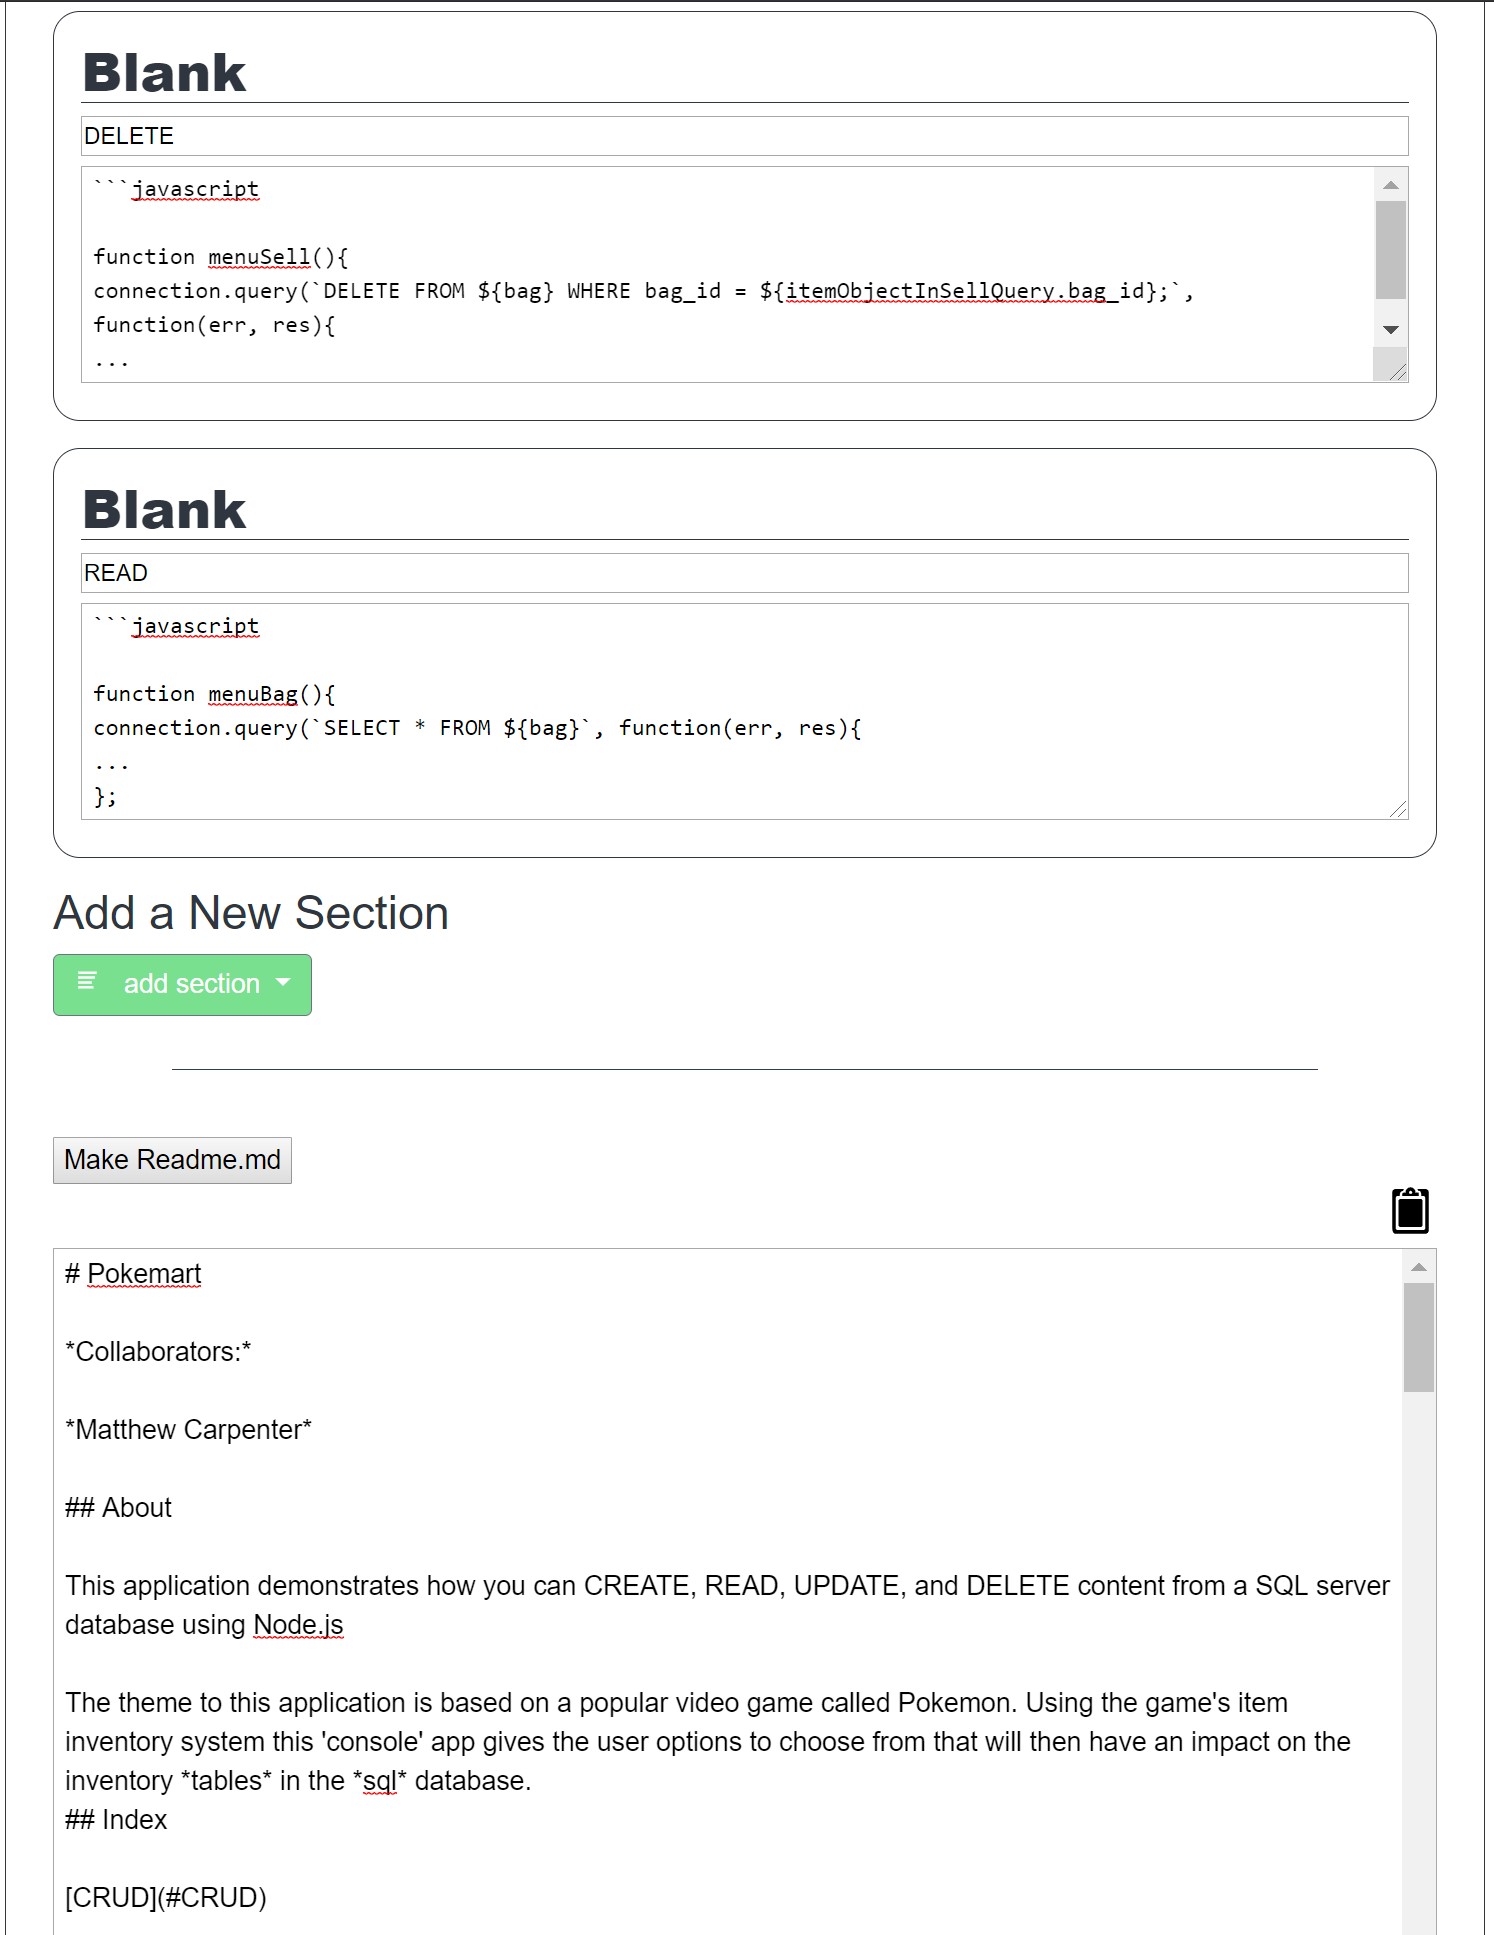 Blank
DELETE
```javascript
function menuSell(){
connection.query(`DELETE FROM ${bag} WHERE bag_id = ${itemObjectInSellQuery.bag_id};`,
function(err, res){
...
Blank
READ
```javascript
function menuBag(){
connection.query(`SELECT * FROM ${bag}`, function(err, res){
...
};
Add a New Section
add section
Make Readme.md
# Pokemart
*Collaborators:*
*Matthew Carpenter*
## About
This application demonstrates how you can CREATE, READ, UPDATE, and DELETE content from a SQL server
database using Node.js
The theme to this application is based on a popular video game called Pokemon. Using the game's item
inventory system this 'console' app gives the user options to choose from that will then have an impact on the
inventory *tables* in the *sql* database.
## Index
[CRUD](#CRUD)